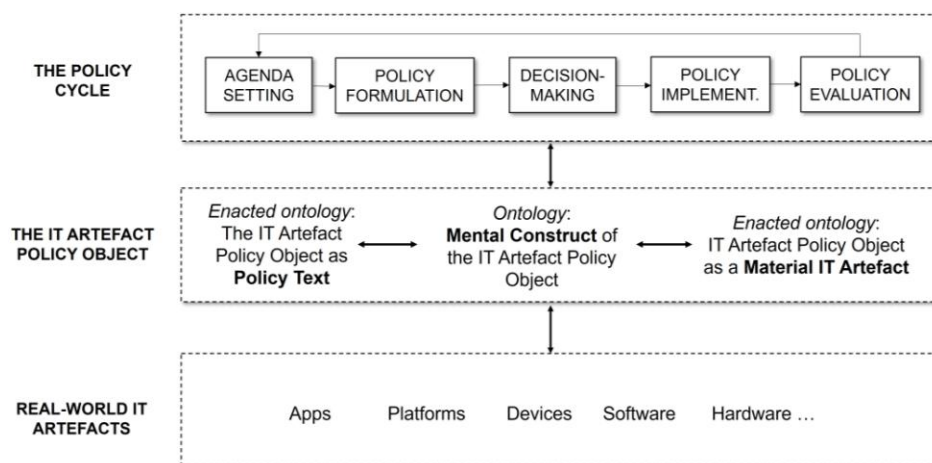 THE POLICY
CYCLE
AGENDA
SETTING
POLICY
FORMULATION
DECISION-
MAKING
POLICY
IMPLEMENT.
POLICY
EVALUATION
THE IT ARTEFACT
POLICY OBJECT
Enacted ontology:
The IT Artefact
Policy Object as
Policy Text
Ontology:
Mental Construct of
the IT Artefact Policy
Object
Enacted ontology:
IT Artefact Policy Object
as a Material IT Artefact
REAL-WORLD IT
ARTEFACTS
Apps Platforms Devices Software Hardware ...